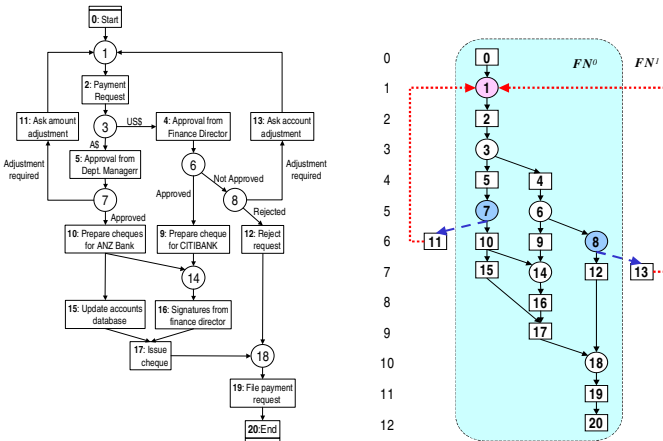 0: Start
1
2: Payment
Request
11: Ask amount
adjustment
3
US$
4: Approval from
Finance Director
13: Ask account
adjustment
A$
5: Approval from
Dept. Managerr
Adjustment
required
6
Not Approved
Adjustment
required
7
Approved
8
Approved
Rejected
10: Prepare cheques
for ANZ Bank
9: Prepare cheque
for CITIBANK
12: Reject
request
14
15: Update accounts
database
16: Signatures from
finance director
17: Issue
cheque
18
19: File payment
request
20:End
FN⁰
FN¹
0
0
1
1
2
2
3
3
4
5
4
5
7
6
6
11
10
9
8
7
15
14
12
13
8
16
9
17
10
18
11
19
12
20